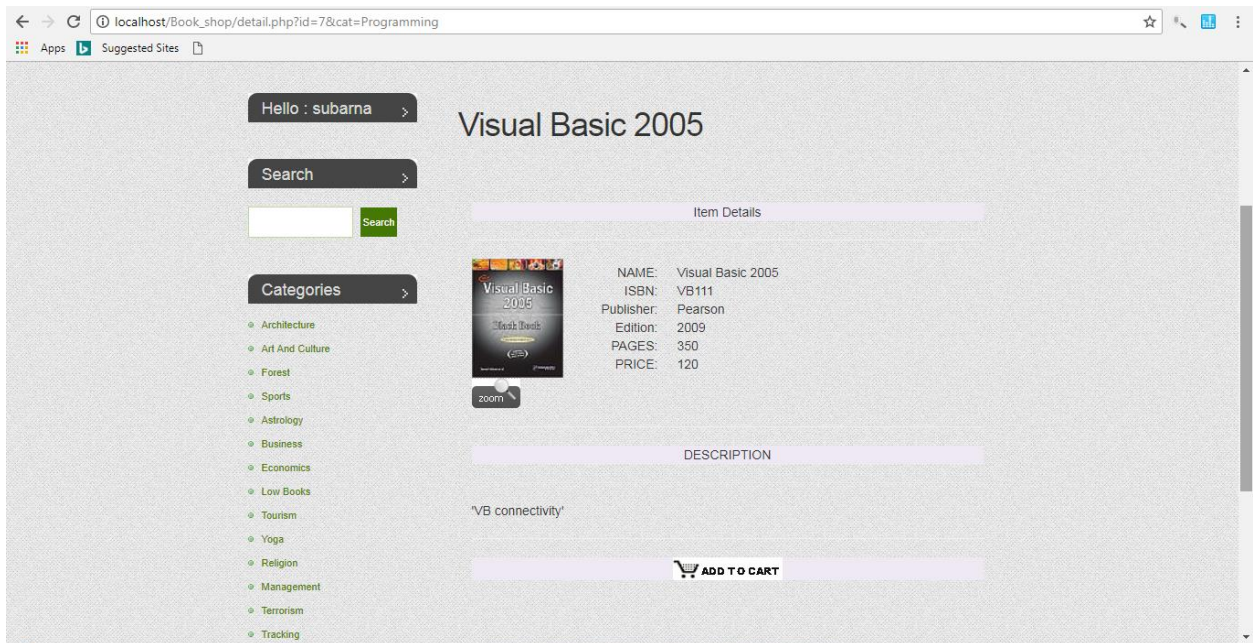 localhost/Book_shop/detail.php?id=7&cat=Programming
Apps
Suggested Sites
Hello : subarna
Search
Search
Categories
Architecture
Art And Culture
Forest
Sports
Astrology
Business
Economics
Low Books
Tourism
Yoga
Religion
Management
Terrorism
Tracking
Visual Basic 2005
Item Details
Visual Basic
2005
Black Book
zoom
NAME: Visual Basic 2005
ISBN: VB111
Publisher: Pearson
Edition: 2009
PAGES: 350
PRICE: 120
DESCRIPTION
'VB connectivity'
ADD TO CART